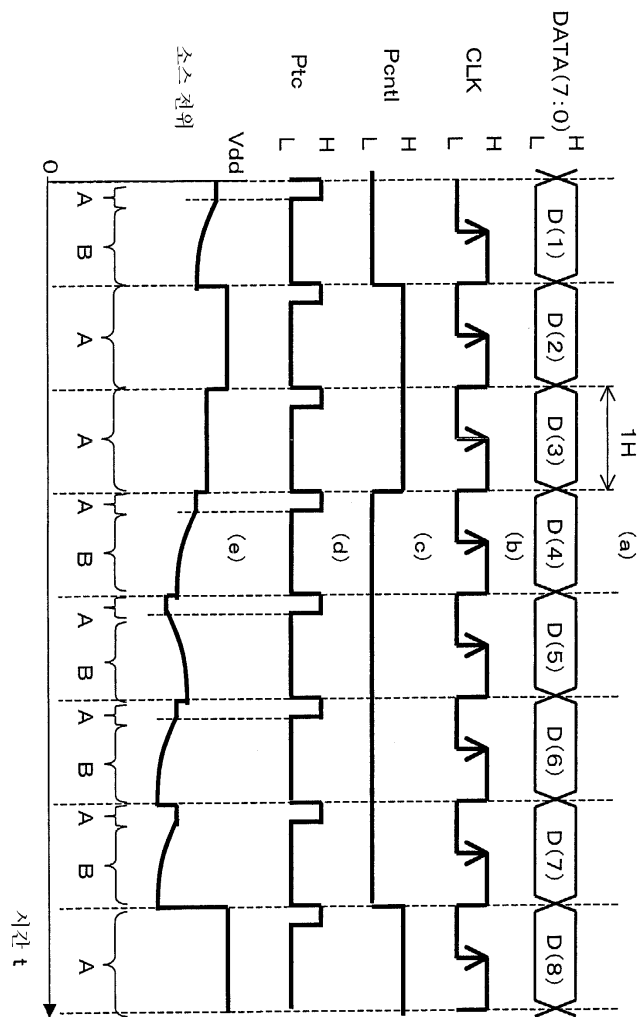 (a)
1H
DATA(7:0) H
L
D(1) D(2) D(3) D(4) D(5) D(6) D(7) D(8)
(b)
CLK H
L
(c)
Pcntl H
L
(d)
Ptc H
L
(e)
소스 전위 Vdd
0
A B A A A B A B A B A B A
시간 t